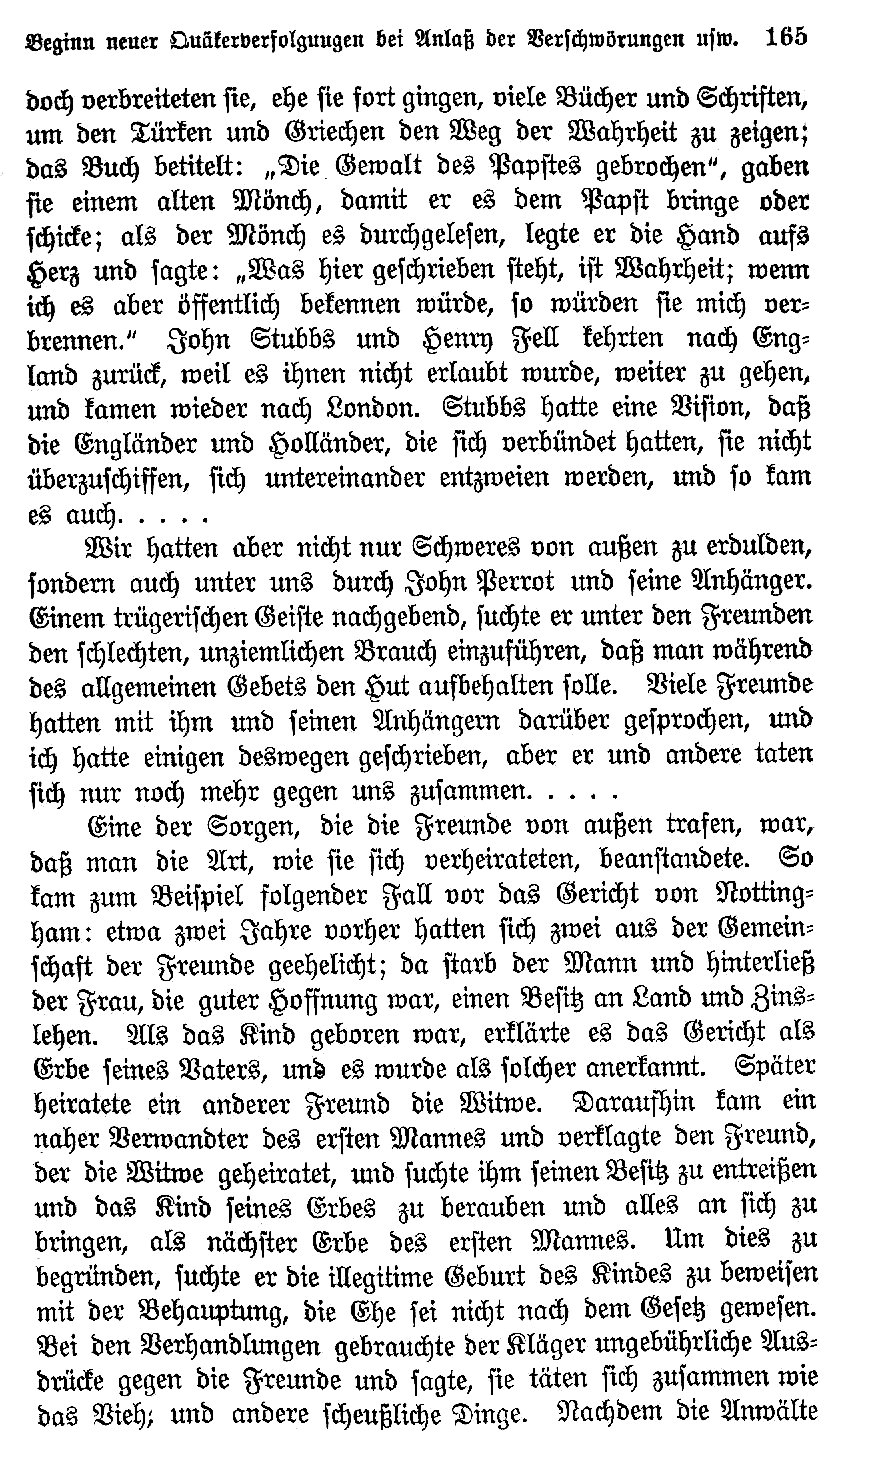 Beginn neuer Quäkerverfolgungen bei Anlaß der Verschwörungen usw. 165
doch verbreiteten sie, ehe sie fort gingen, viele Bücher und Schriften,
um den Türken und Griechen den Weg der Wahrheit zu zeigen;
das Buch betitelt: „Die Gewalt des Papstes gebrochen“, gaben
sie einem alten Mönch, damit er es dem Papst bringe oder
schicke; als der Mönch es durchgelesen, legte er die Hand aufs
Herz und sagte: „Was hier geschrieben steht, ist Wahrheit; wenn
ich es aber öffentlich bekennen würde, so würden sie mich ver-
brennen.“ John Stubbs und Henry Fell kehrten nach Eng-
land zurück, weil es ihnen nicht erlaubt wurde, weiter zu gehen,
und kamen wieder nach London. Stubbs hatte eine Vision, daß
die Engländer und Holländer, die sich verbündet hatten, sie nicht
überzuschiffen, sich untereinander entzweien werden, und so kam
es auch. . . . .
Wir hatten aber nicht nur Schweres von außen zu erdulden,
sondern auch unter uns durch John Perrot und seine Anhänger.
Einem trügerischen Geiste nachgebend, suchte er unter den Freunden
den schlechten, unziemlichen Brauch einzuführen, daß man während
des allgemeinen Gebets den Hut aufbehalten solle. Viele Freunde
hatten mit ihm und seinen Anhängern darüber gesprochen, und
ich hatte einigen deswegen geschrieben, aber er und andere taten
sich nur noch mehr gegen uns zusammen. . . . .
Eine der Sorgen, die die Freunde von außen trafen, war,
daß man die Art, wie sie sich verheirateten, beanstandete. So
kam zum Beispiel folgender Fall vor das Gericht von Notting-
ham: etwa zwei Jahre vorher hatten sich zwei aus der Gemein-
schaft der Freunde geehelicht; da starb der Mann und hinterließ
der Frau, die guter Hoffnung war, einen Besitz an Land und Zins-
lehen. Als das Kind geboren war, erklärte es das Gericht als
Erbe seines Vaters, und es wurde als solcher anerkannt. Später
heiratete ein anderer Freund die Witwe. Daraufhin kam ein
naher Verwandter des ersten Mannes und verklagte den Freund,
der die Witwe geheiratet, und suchte ihm seinen Besitz zu entreißen
und das Kind seines Erbes zu berauben und alles an sich zu
bringen, als nächster Erbe des ersten Mannes. Um dies zu
begründen, suchte er die illegitime Geburt des Kindes zu beweisen
mit der Behauptung, die Ehe sei nicht nach dem Gesetz gewesen.
Bei den Verhandlungen gebrauchte der Kläger ungebührliche Aus-
drücke gegen die Freunde und sagte, sie täten sich zusammen wie
das Vieh; und andere scheußliche Dinge. Nachdem die Anwälte